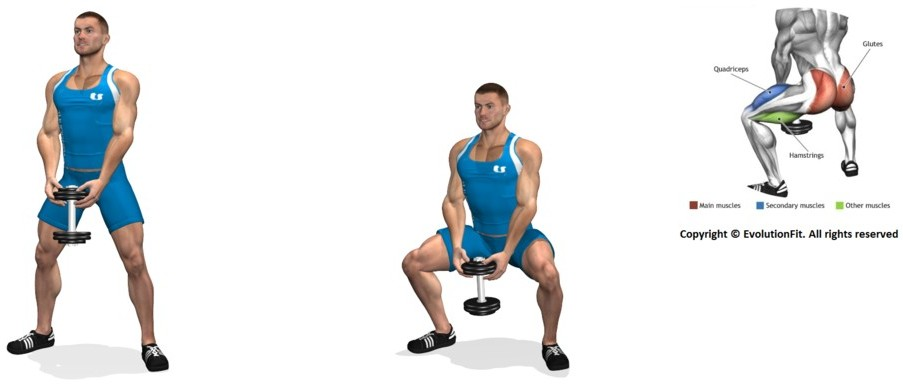 Glutes
Quadriceps
Hamstrings
Main muscles Secondary muscles Other muscles
Copyright © EvolutionFit. All rights reserved